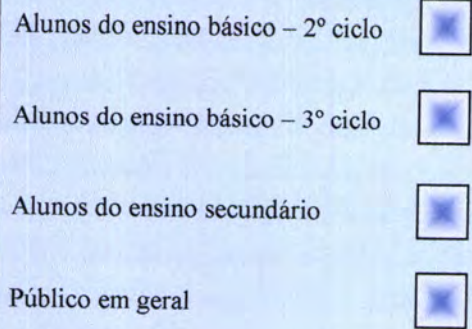 Alunos do ensino básico – 2º ciclo
Alunos do ensino básico – 3º ciclo
Alunos do ensino secundário
Público em geral